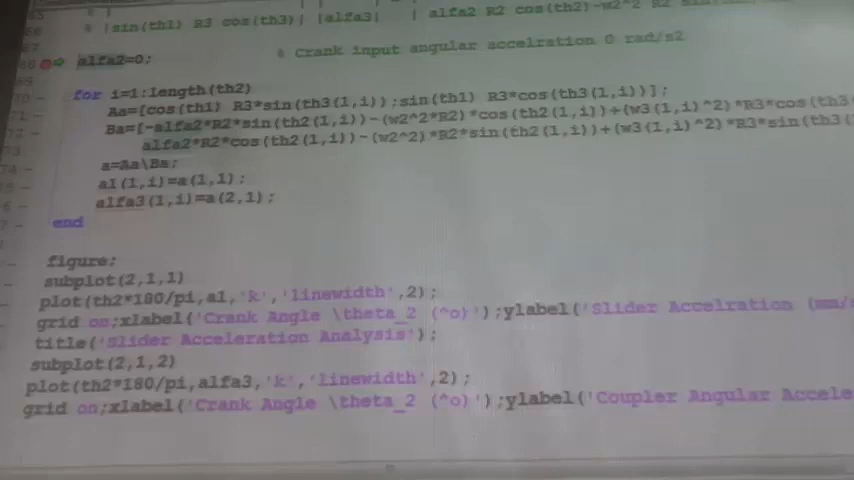 % |sin(th1) R3 cos(th3)| |alfa3| | alfa2 R2 cos(th2)-w2^2 R2
alfa2=0; % Crank input angular accelration 0 rad/s2
for i=1:length(th2)
Aa=[cos(th1) R3*sin(th3(1,i));sin(th1) R3*cos(th3(1,i))];
Ba=[-alfa2*R2*sin(th2(1,i))-(w2^2*R2)*cos(th2(1,i))+(w3(1,i)^2)*R3*cos(th3
alfa2*R2*cos(th2(1,i))-(w2^2)*R2*sin(th2(1,i))+(w3(1,i)^2)*R3*sin(th3(
a=Aa\Ba;
a1(1,i)=a(1,1);
alfa3(1,i)=a(2,1);
end
figure;
subplot(2,1,1)
plot(th2*180/pi,a1,'k','linewidth',2);
grid on;xlabel('Crank Angle \theta_2 (^o)');ylabel('Slider Accelration (mm/
title('Slider Acceleration Analysis');
subplot(2,1,2)
plot(th2*180/pi,alfa3,'k','linewidth',2);
grid on;xlabel('Crank Angle \theta_2 (^o)');ylabel('Coupler Angular Accele